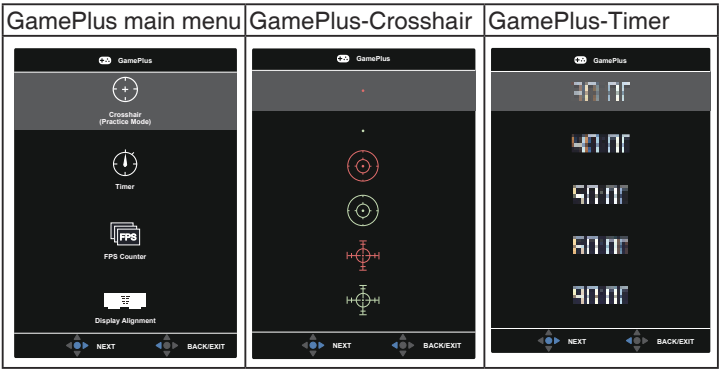 GamePlus main menu
GamePlus
Crosshair
(Practice Mode)
Timer
FPS
FPS Counter
Display Alignment
NEXT
BACK/EXIT
GamePlus-Crosshair
GamePlus
NEXT
BACK/EXIT
GamePlus-Timer
GamePlus
NEXT
BACK/EXIT